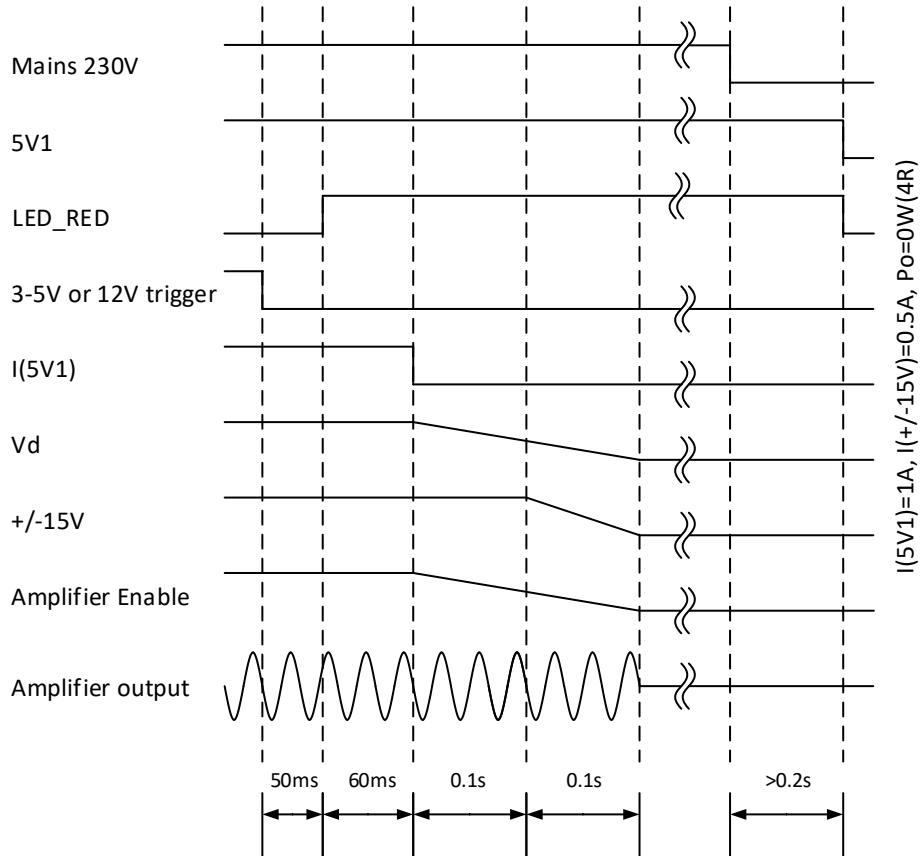 Mains 230V
5V1
LED_RED
3-5V or 12V trigger
I(5V1)
Vd
+/-15V
Amplifier Enable
Amplifier output
50ms
60ms
0.1s
0.1s
>0.2s
I(5V1)=1A, I(+/-15V)=0.5A, Po=0W(4R)